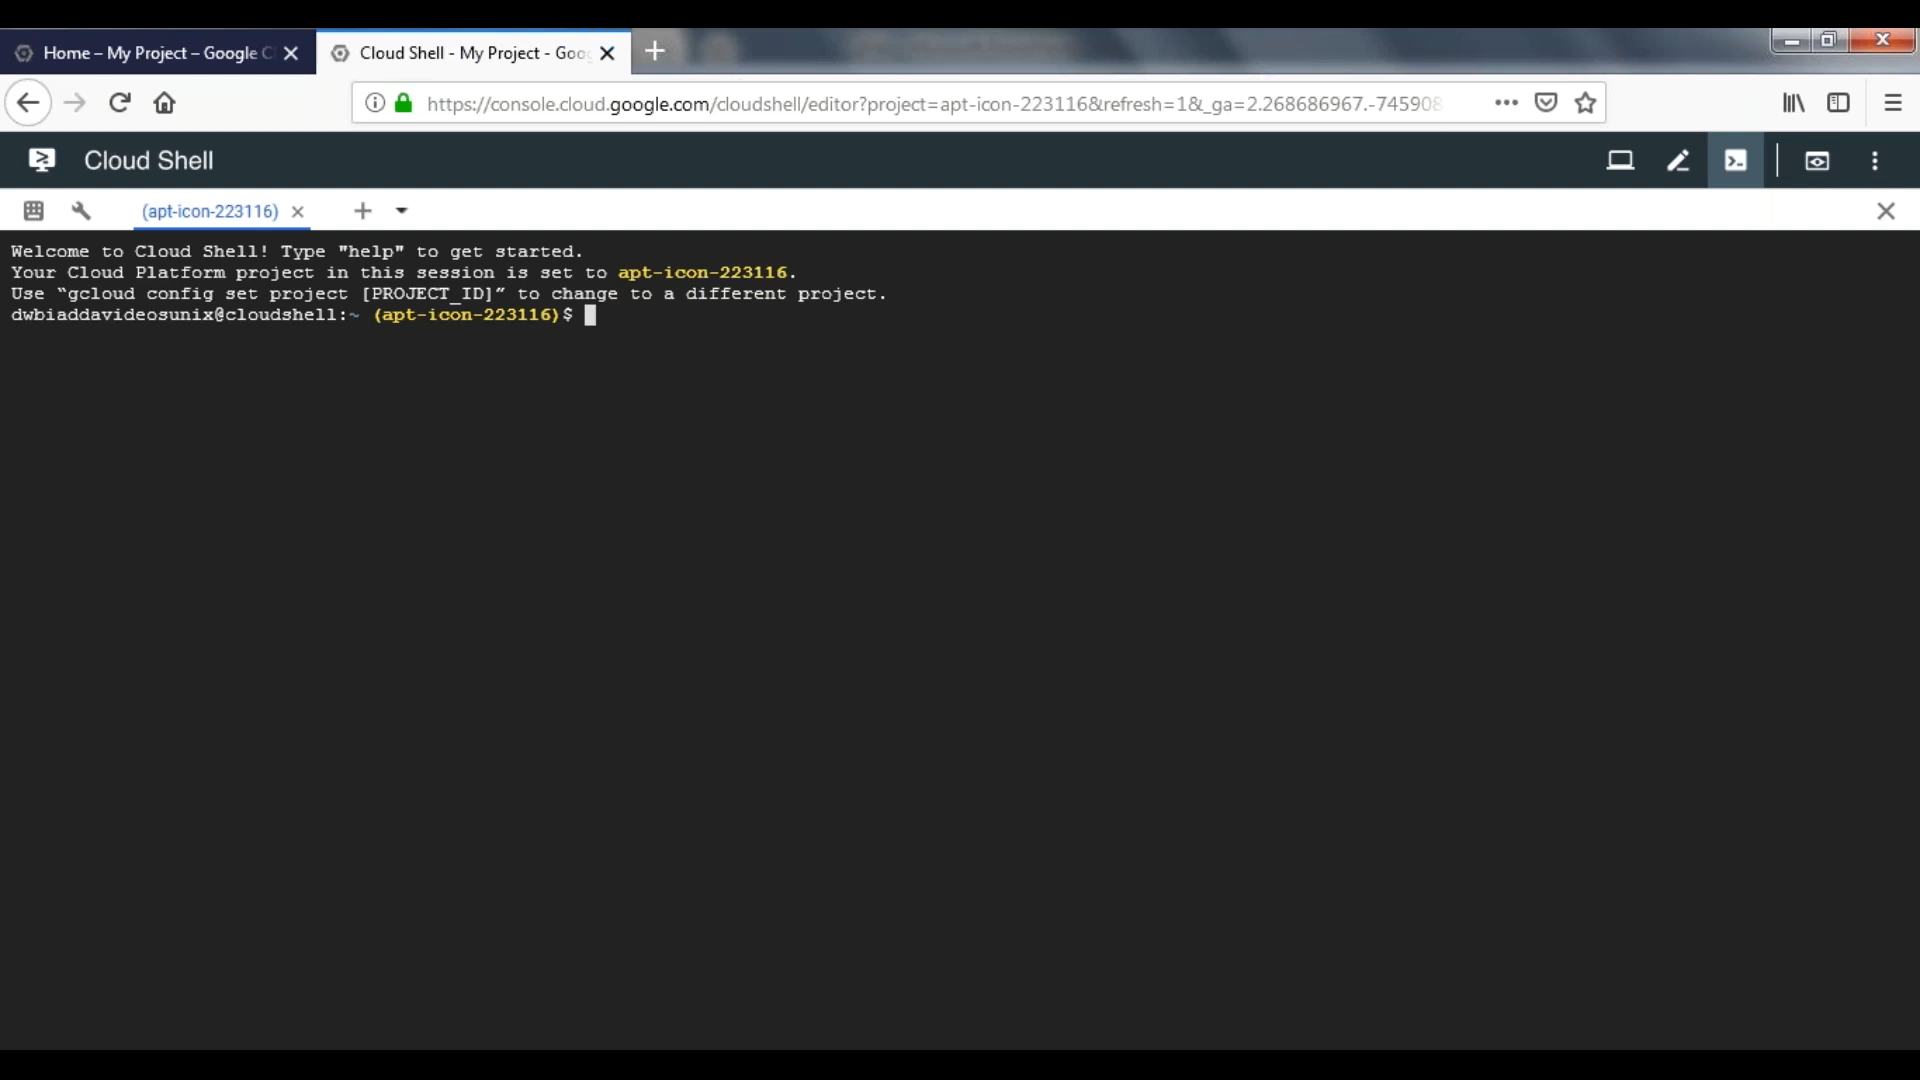 Home – My Project – Google C
Cloud Shell - My Project - Goo
https://console.cloud.google.com/cloudshell/editor?project=apt-icon-223116&refresh=1&_ga=2.268686967.-745908
Cloud Shell
(apt-icon-223116)
Welcome to Cloud Shell! Type "help" to get started.
Your Cloud Platform project in this session is set to apt-icon-223116.
Use “gcloud config set project [PROJECT_ID]” to change to a different project.
dwbiaddavideosunix@cloudshell:~ (apt-icon-223116)$